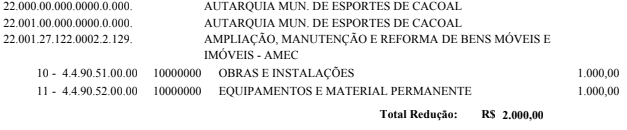 22.000.00.000.0000.0.000. AUTARQUIA MUN. DE ESPORTES DE CACOAL
22.001.00.000.0000.0.000. AUTARQUIA MUN. DE ESPORTES DE CACOAL
22.001.27.122.0002.2.129. AMPLIAÇÃO, MANUTENÇÃO E REFORMA DE BENS MÓVEIS E
IMÓVEIS - AMEC
10 - 4.4.90.51.00.00 10000000 OBRAS E INSTALAÇÕES 1.000,00
11 - 4.4.90.52.00.00 10000000 EQUIPAMENTOS E MATERIAL PERMANENTE 1.000,00
Total Redução: R$ 2.000,00